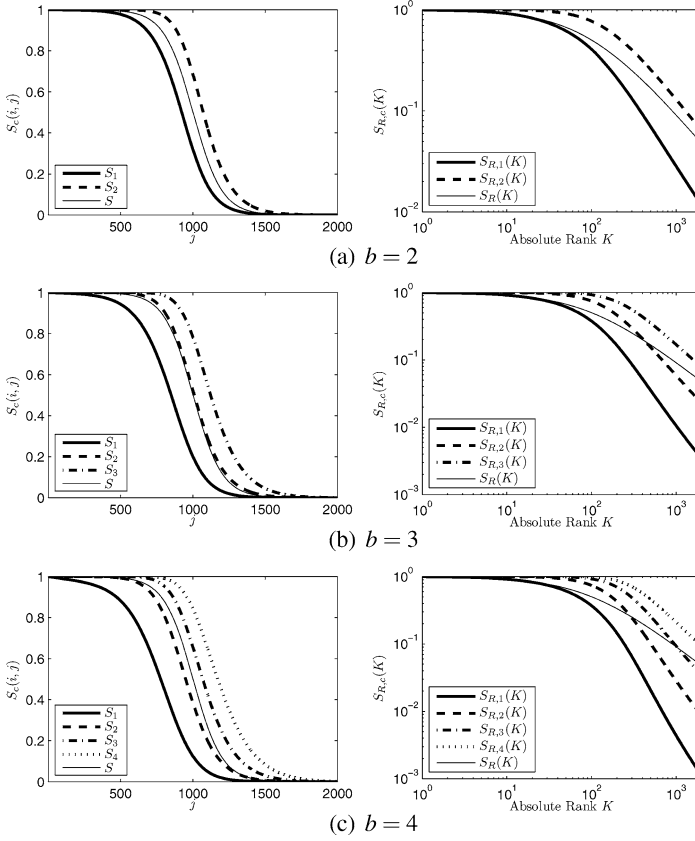 1
0.8
0.6
0.4
0.2
0
S_c(i, j)
S_1
S_2
S
500
1000
1500
2000
j
10^0
10^-1
10^-2
S_{R,c}(K)
S_{R,1}(K)
S_{R,2}(K)
S_R(K)
10^0
10^1
10^2
10^3
Absolute Rank K
(a) b = 2
1
0.8
0.6
0.4
0.2
0
S_c(i, j)
S_1
S_2
S_3
S
500
1000
1500
2000
j
10^0
10^-1
10^-2
10^-3
S_{R,c}(K)
S_{R,1}(K)
S_{R,2}(K)
S_{R,3}(K)
S_R(K)
10^0
10^1
10^2
10^3
Absolute Rank K
(b) b = 3
1
0.8
0.6
0.4
0.2
0
S_c(i, j)
S_1
S_2
S_3
S_4
S
500
1000
1500
2000
j
10^0
10^-1
10^-2
10^-3
S_{R,c}(K)
S_{R,1}(K)
S_{R,2}(K)
S_{R,3}(K)
S_{R,4}(K)
S_R(K)
10^0
10^1
10^2
10^3
Absolute Rank K
(c) b = 4